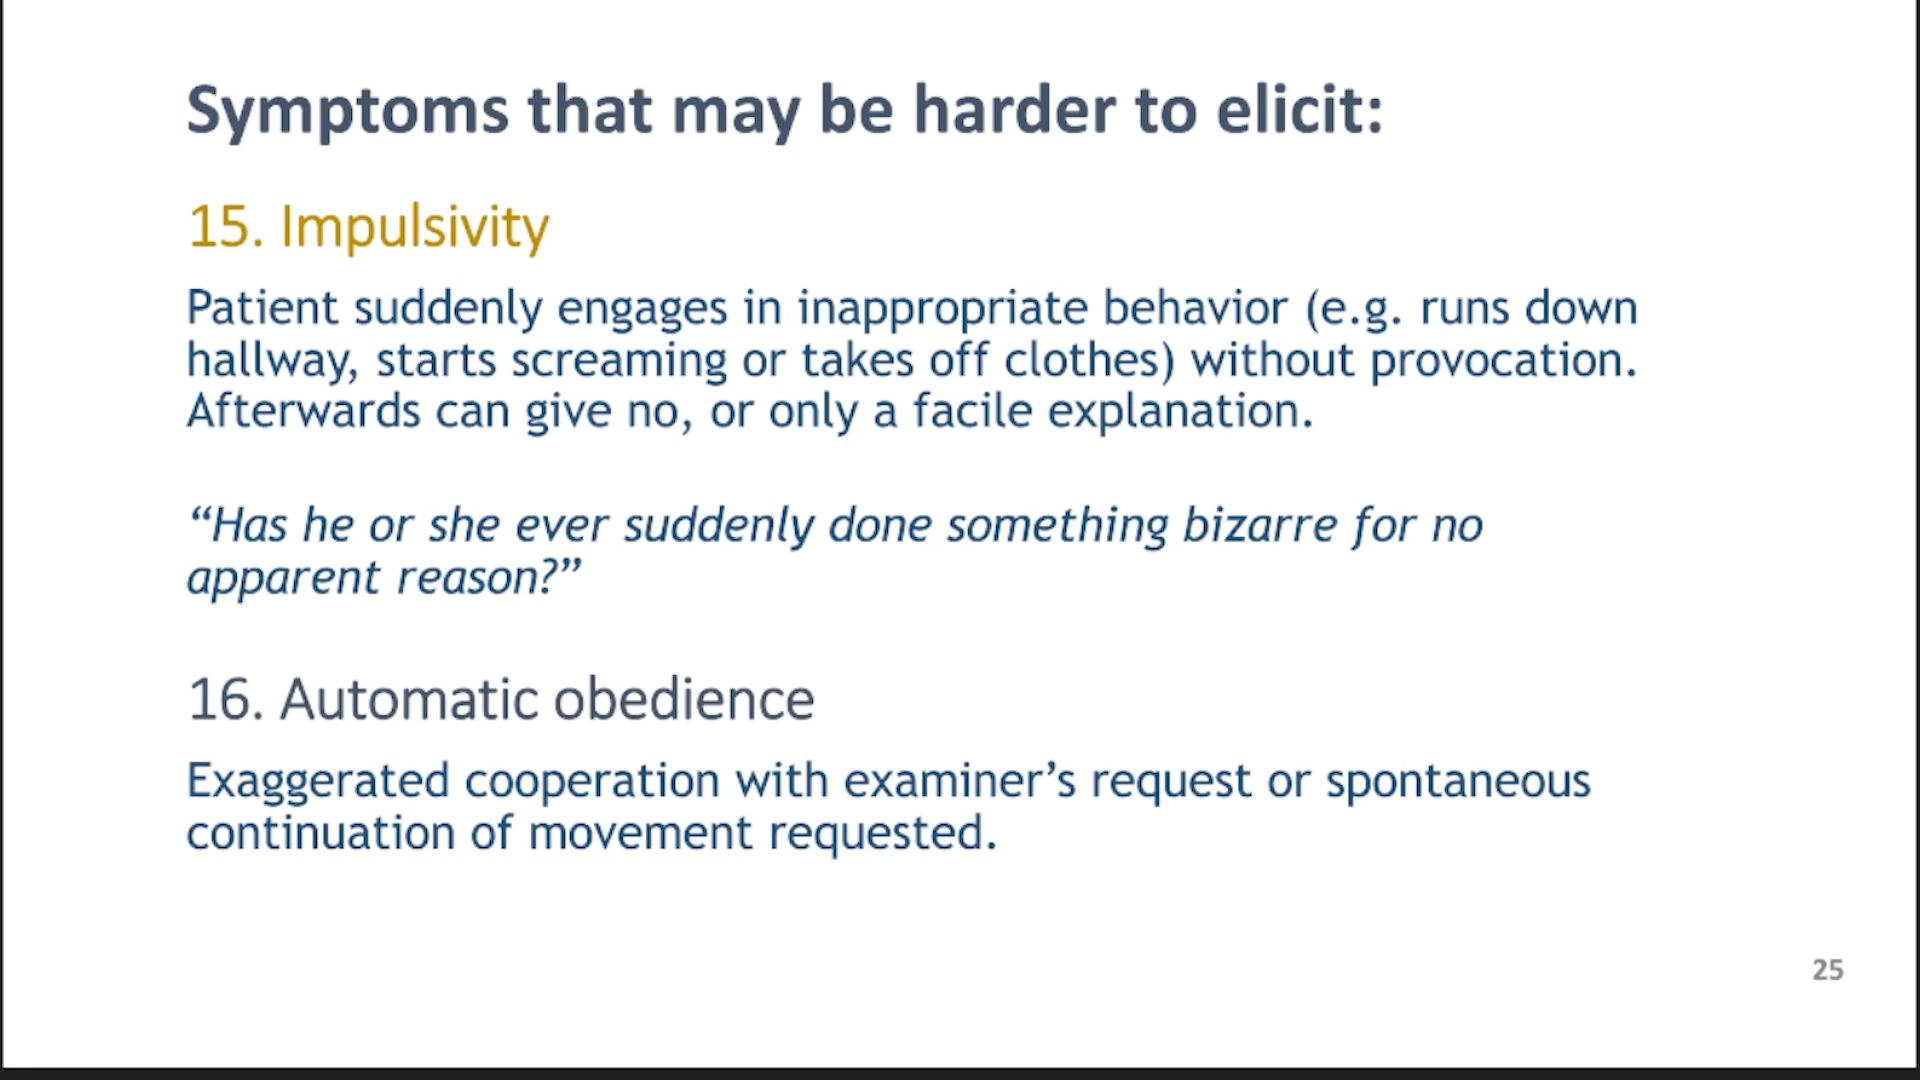 Symptoms that may be harder to elicit:
15. Impulsivity
Patient suddenly engages in inappropriate behavior (e.g. runs down
hallway, starts screaming or takes off clothes) without provocation.
Afterwards can give no, or only a facile explanation.
“Has he or she ever suddenly done something bizarre for no
apparent reason?”
16. Automatic obedience
Exaggerated cooperation with examiner’s request or spontaneous
continuation of movement requested.
25